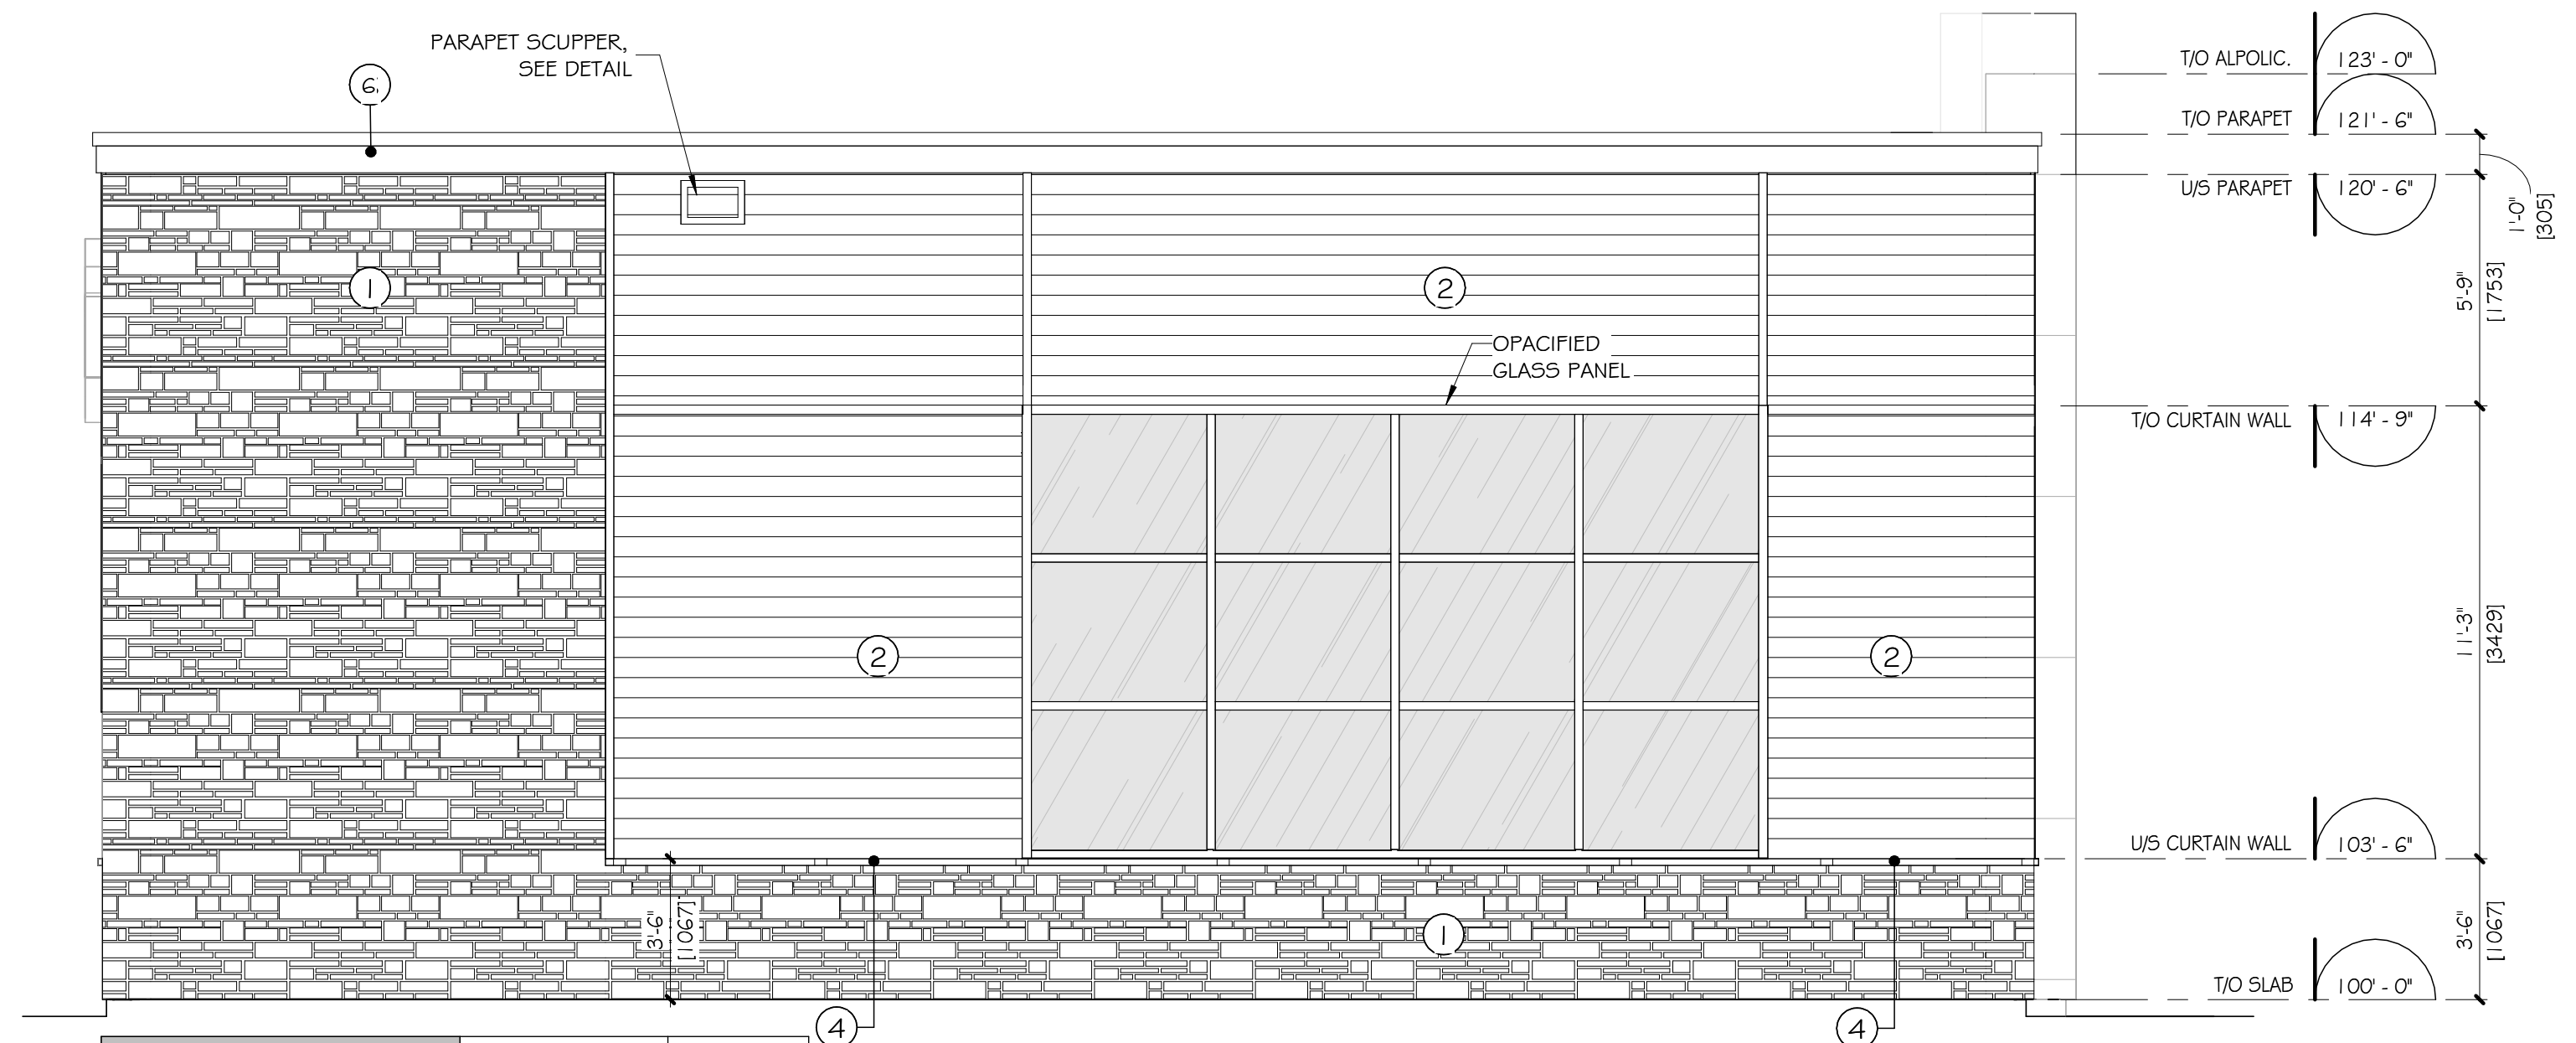 PARAPET SCUPPER,
SEE DETAIL
6
T/O ALPOLIC.
123' - 0"
T/O PARAPET
121' - 6"
U/S PARAPET
120' - 6"
1'-0"
[305]
1
2
5'-9"
[1753]
OPACIFIED
GLASS PANEL
T/O CURTAIN WALL
114' - 9"
2
2
11'-3"
[3429]
U/S CURTAIN WALL
103' - 6"
3'-6"
[1067]
1
3'-6"
[1067]
T/O SLAB
100' - 0"
4
4